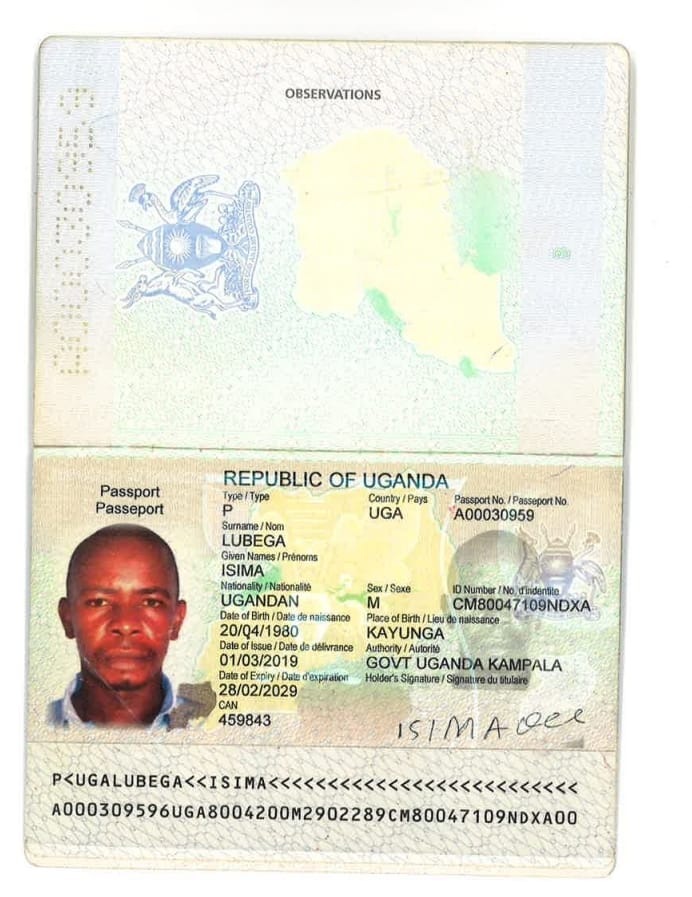 OBSERVATIONS
Passport
Passeport
REPUBLIC OF UGANDA
Type / Type Country / Pays Passport No. / Passeport No.
P UGA A00030959
Surname / Nom
LUBEGA
Given Names / Prénoms
ISIMA
Nationality / Nationalité Sex / Sexe ID Number / No. d'indentite
UGANDAN M CM80047109NDXA
Date of Birth / Date de naissance Place of Birth / Lieu de naissance
20/04/1980 KAYUNGA
Date of Issue / Date de délivrance Authority / Autorité
01/03/2019 GOVT UGANDA KAMPALA
Date of Expiry / Date d'expiration Holder's Signature / Signature du titulaire
28/02/2029
CAN
459843
ISIMA
P<UGALUBEGA<<ISIMA<<<<<<<<<<<<<<<<<<<<<<<<<<
A000309596UGA8004200M2902289CM80047109NDXA00